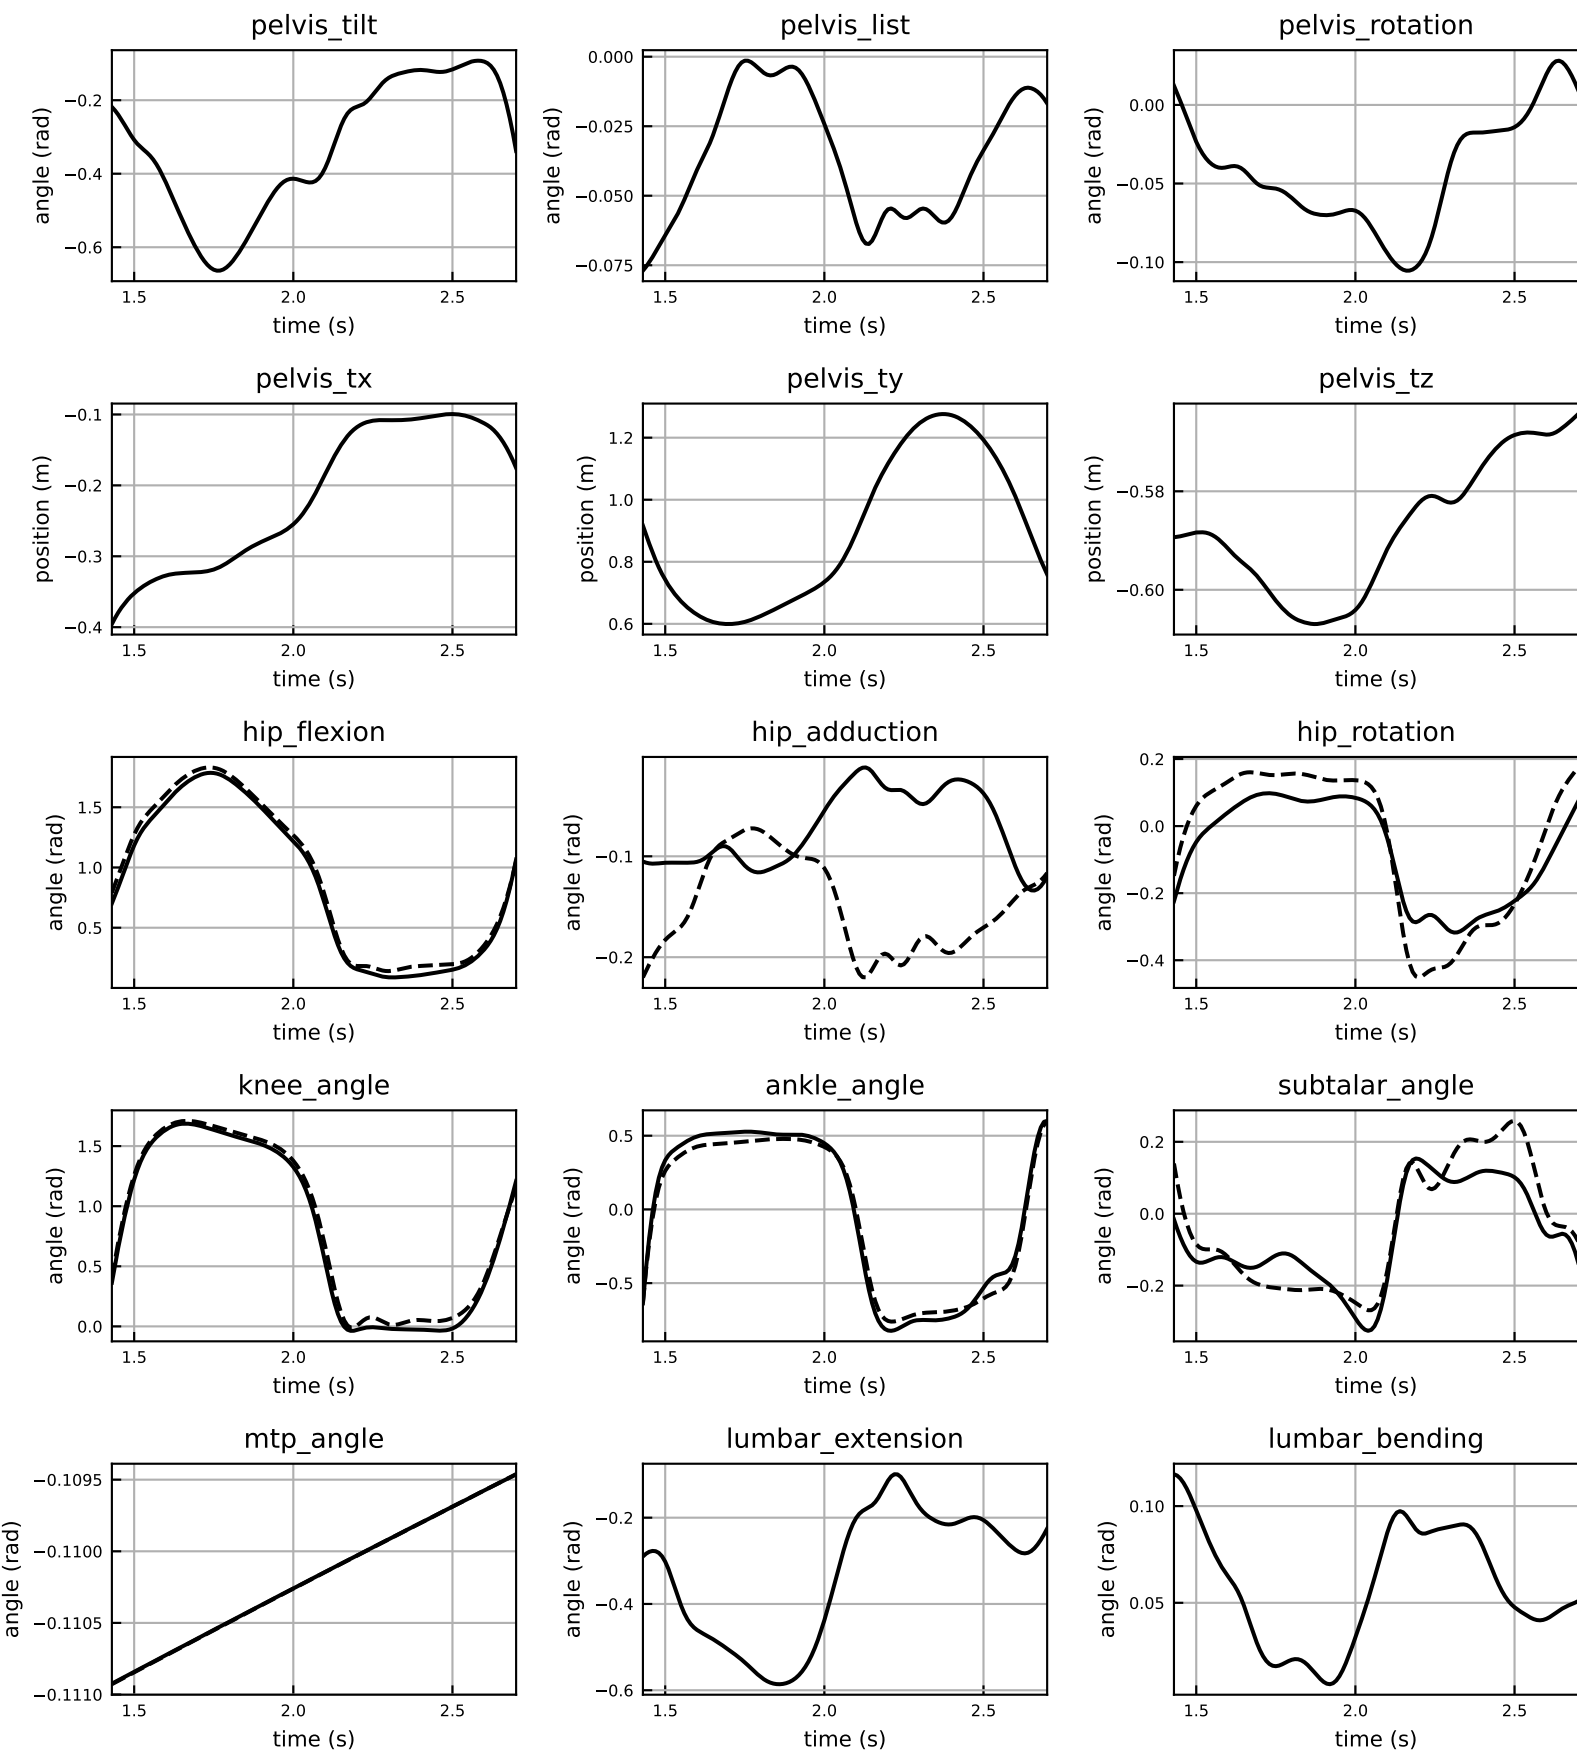 pelvis_tilt
angle (rad)
−0.2
−0.4
−0.6
1.5 2.0 2.5
time (s)
pelvis_list
angle (rad)
0.000
−0.025
−0.050
−0.075
1.5 2.0 2.5
time (s)
pelvis_rotation
angle (rad)
0.00
−0.05
−0.10
1.5 2.0 2.5
time (s)
pelvis_tx
position (m)
−0.1
−0.2
−0.3
−0.4
1.5 2.0 2.5
time (s)
pelvis_ty
position (m)
1.2
1.0
0.8
0.6
1.5 2.0 2.5
time (s)
pelvis_tz
position (m)
−0.58
−0.60
1.5 2.0 2.5
time (s)
hip_flexion
angle (rad)
1.5
1.0
0.5
1.5 2.0 2.5
time (s)
hip_adduction
angle (rad)
−0.1
−0.2
1.5 2.0 2.5
time (s)
hip_rotation
angle (rad)
0.2
0.0
−0.2
−0.4
1.5 2.0 2.5
time (s)
knee_angle
angle (rad)
1.5
1.0
0.5
0.0
1.5 2.0 2.5
time (s)
ankle_angle
angle (rad)
0.5
0.0
−0.5
1.5 2.0 2.5
time (s)
subtalar_angle
angle (rad)
0.2
0.0
−0.2
1.5 2.0 2.5
time (s)
mtp_angle
angle (rad)
−0.1095
−0.1100
−0.1105
−0.1110
1.5 2.0 2.5
time (s)
lumbar_extension
angle (rad)
−0.2
−0.4
−0.6
1.5 2.0 2.5
time (s)
lumbar_bending
angle (rad)
0.10
0.05
1.5 2.0 2.5
time (s)